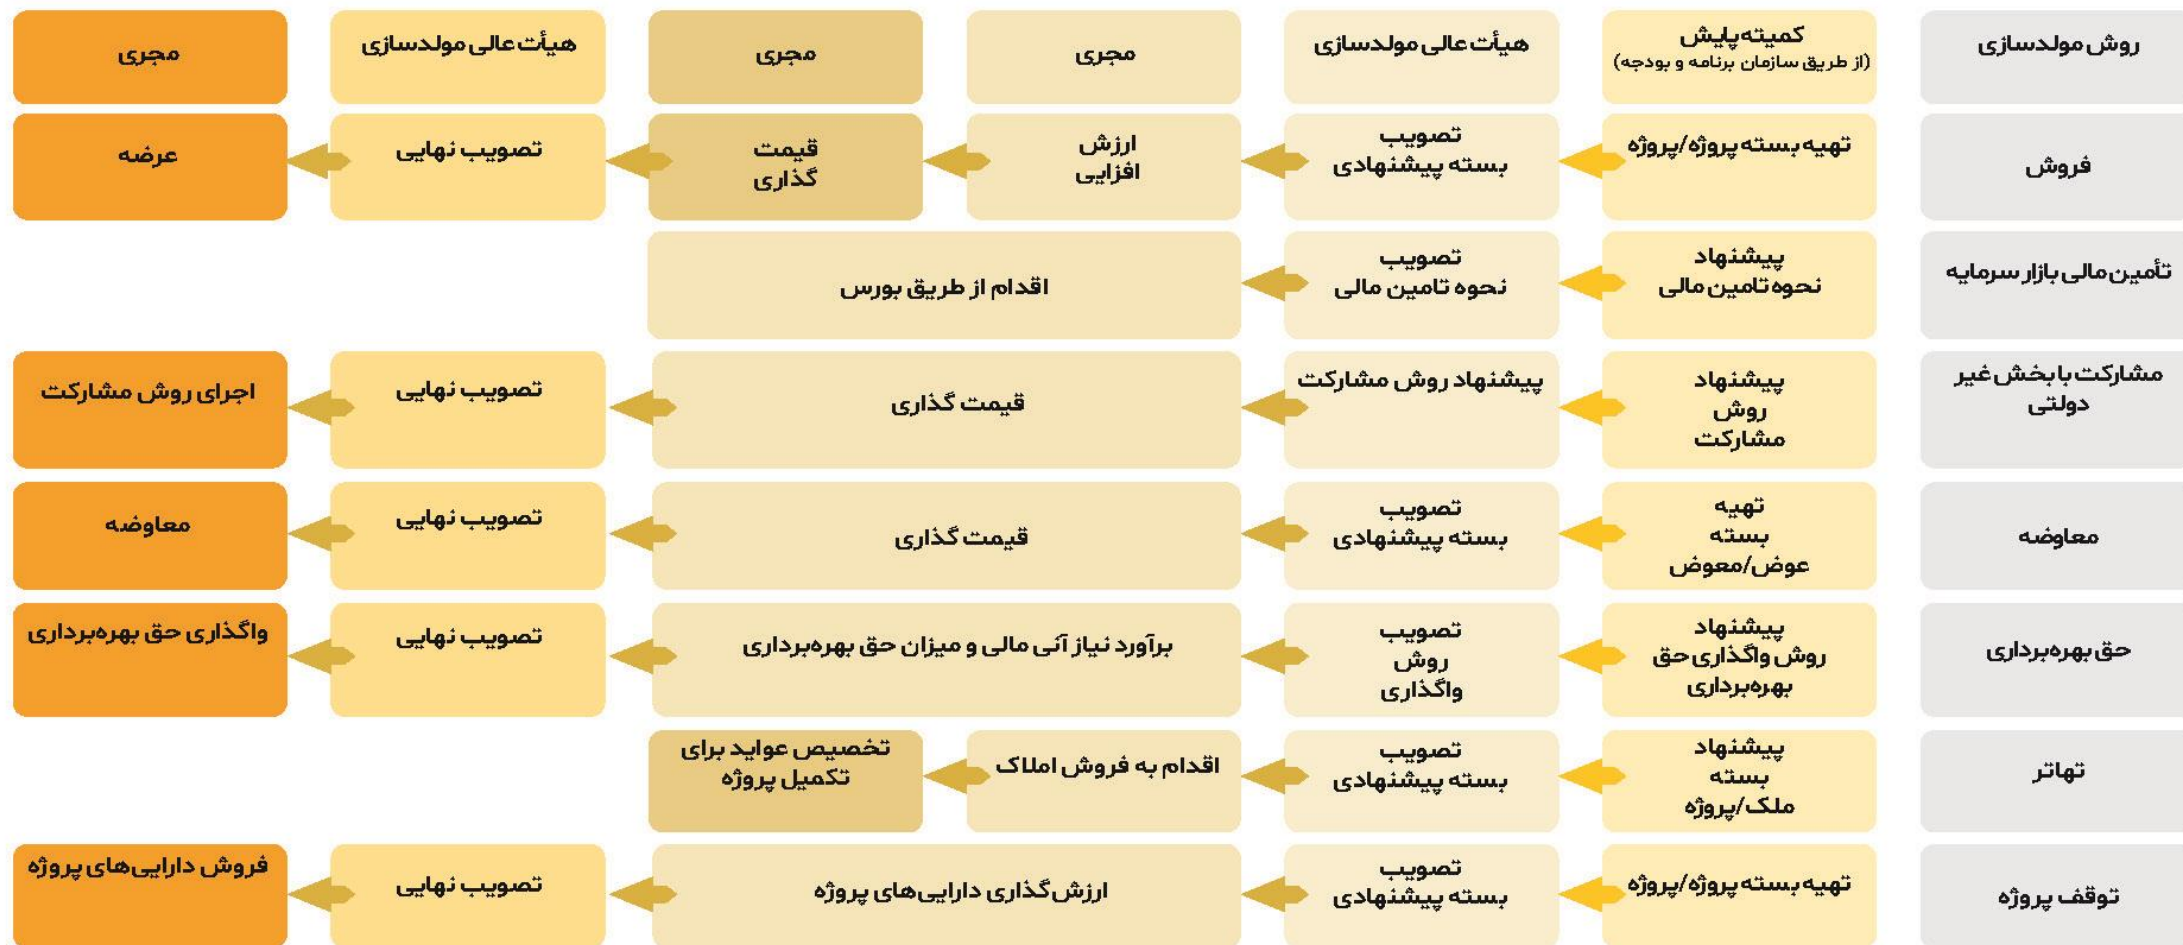 روش مولدسازی
کمیته پایش
(از طریق سازمان برنامه و بودجه)
هیأت عالی مولدسازی
مجری
مجری
هیأت عالی مولدسازی
مجری
فروش
تهیه بسته پروژه/پروژه
تصویب
بسته پیشنهادی
ارزش
افزایی
قیمت
گذاری
تصویب نهایی
عرضه
تأمین مالی بازار سرمایه
پیشنهاد
نحوه تامین مالی
تصویب
نحوه تامین مالی
اقدام از طریق بورس
مشارکت با بخش غیر
دولتی
پیشنهاد
روش
مشارکت
پیشنهاد روش مشارکت
قیمت گذاری
تصویب نهایی
اجرای روش مشارکت
معاوضه
تهیه
بسته
عوض/معوض
تصویب
بسته پیشنهادی
قیمت گذاری
تصویب نهایی
معاوضه
حق بهره‌برداری
پیشنهاد
روش واگذاری حق
بهره‌برداری
تصویب
روش
واگذاری
برآورد نیاز آنی مالی و میزان حق بهره‌برداری
تصویب نهایی
واگذاری حق بهره‌برداری
تهاتر
پیشنهاد
بسته
ملک/پروژه
تصویب
بسته پیشنهادی
اقدام به فروش املاک
تخصیص عواید برای
تکمیل پروژه
توقف پروژه
تهیه بسته پروژه/پروژه
تصویب
بسته پیشنهادی
ارزش‌گذاری دارایی‌های پروژه
تصویب نهایی
فروش دارایی‌های پروژه